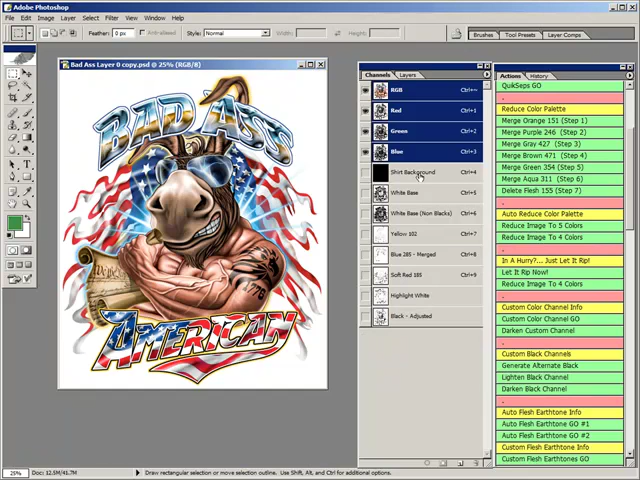 Adobe Photoshop
File Edit Image Layer Select Filter View Window Help
Feather: 0 px Anti-aliased Style: Normal Width: Height: Brushes Tool Presets Layer Comps
Bad Ass Layer 0 copy.psd @ 25% (RGB/8)
BAD ASS
We the People
1776
AMERICAN
Channels Layers
RGB Ctrl+~
Red Ctrl+1
Green Ctrl+2
Blue Ctrl+3
Shirt Background Ctrl+4
White Base Ctrl+5
White Base (Non Blacks) Ctrl+6
Yellow 102 Ctrl+7
Blue 285 - Merged Ctrl+8
Soft Red 185 Ctrl+9
Highlight White
Black - Adjusted
Actions History
QuikSeps GO
.
Reduce Color Palette
Merge Orange 151 (Step 1)
Merge Purple 246 (Step 2)
Merge Gray 427 (Step 3)
Merge Brown 471 (Step 4)
Merge Green 354 (Step 5)
Merge Aqua 311 (Step 6)
Delete Flesh 155 (Step 7)
.
Auto Reduce Color Palette
Reduce Image To 5 Colors
Reduce Image To 4 Colors
.
In A Hurry?... Just Let It Rip!
Let It Rip Now!
Reduce Image To 4 Colors
.
Custom Color Channel Info
Custom Color Channel GO
Darken Custom Channel
.
Custom Black Channels
Generate Alternate Black
Lighten Black Channel
Darken Black Channel
.
Auto Flesh Earthtone Info
Auto Flesh Earthtone GO #1
Auto Flesh Earthtone GO #2
Custom Flesh Earthtones GO
25% Doc: 12.5M/41.7M Draw rectangular selection or move selection outline. Use Shift, Alt, and Ctrl for additional options.